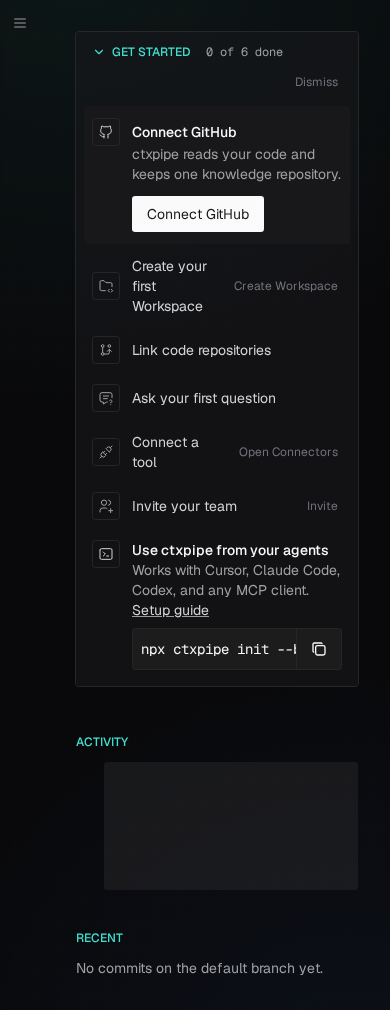 GET STARTED 0 of 6 done
Dismiss
Connect GitHub
ctxpipe reads your code and
keeps one knowledge repository.
Connect GitHub
Create your
first
Workspace
Create Workspace
Link code repositories
Ask your first question
Connect a
tool
Open Connectors
Invite your team Invite
Use ctxpipe from your agents
Works with Cursor, Claude Code,
Codex, and any MCP client.
Setup guide
npx ctxpipe init --
ACTIVITY
RECENT
No commits on the default branch yet.